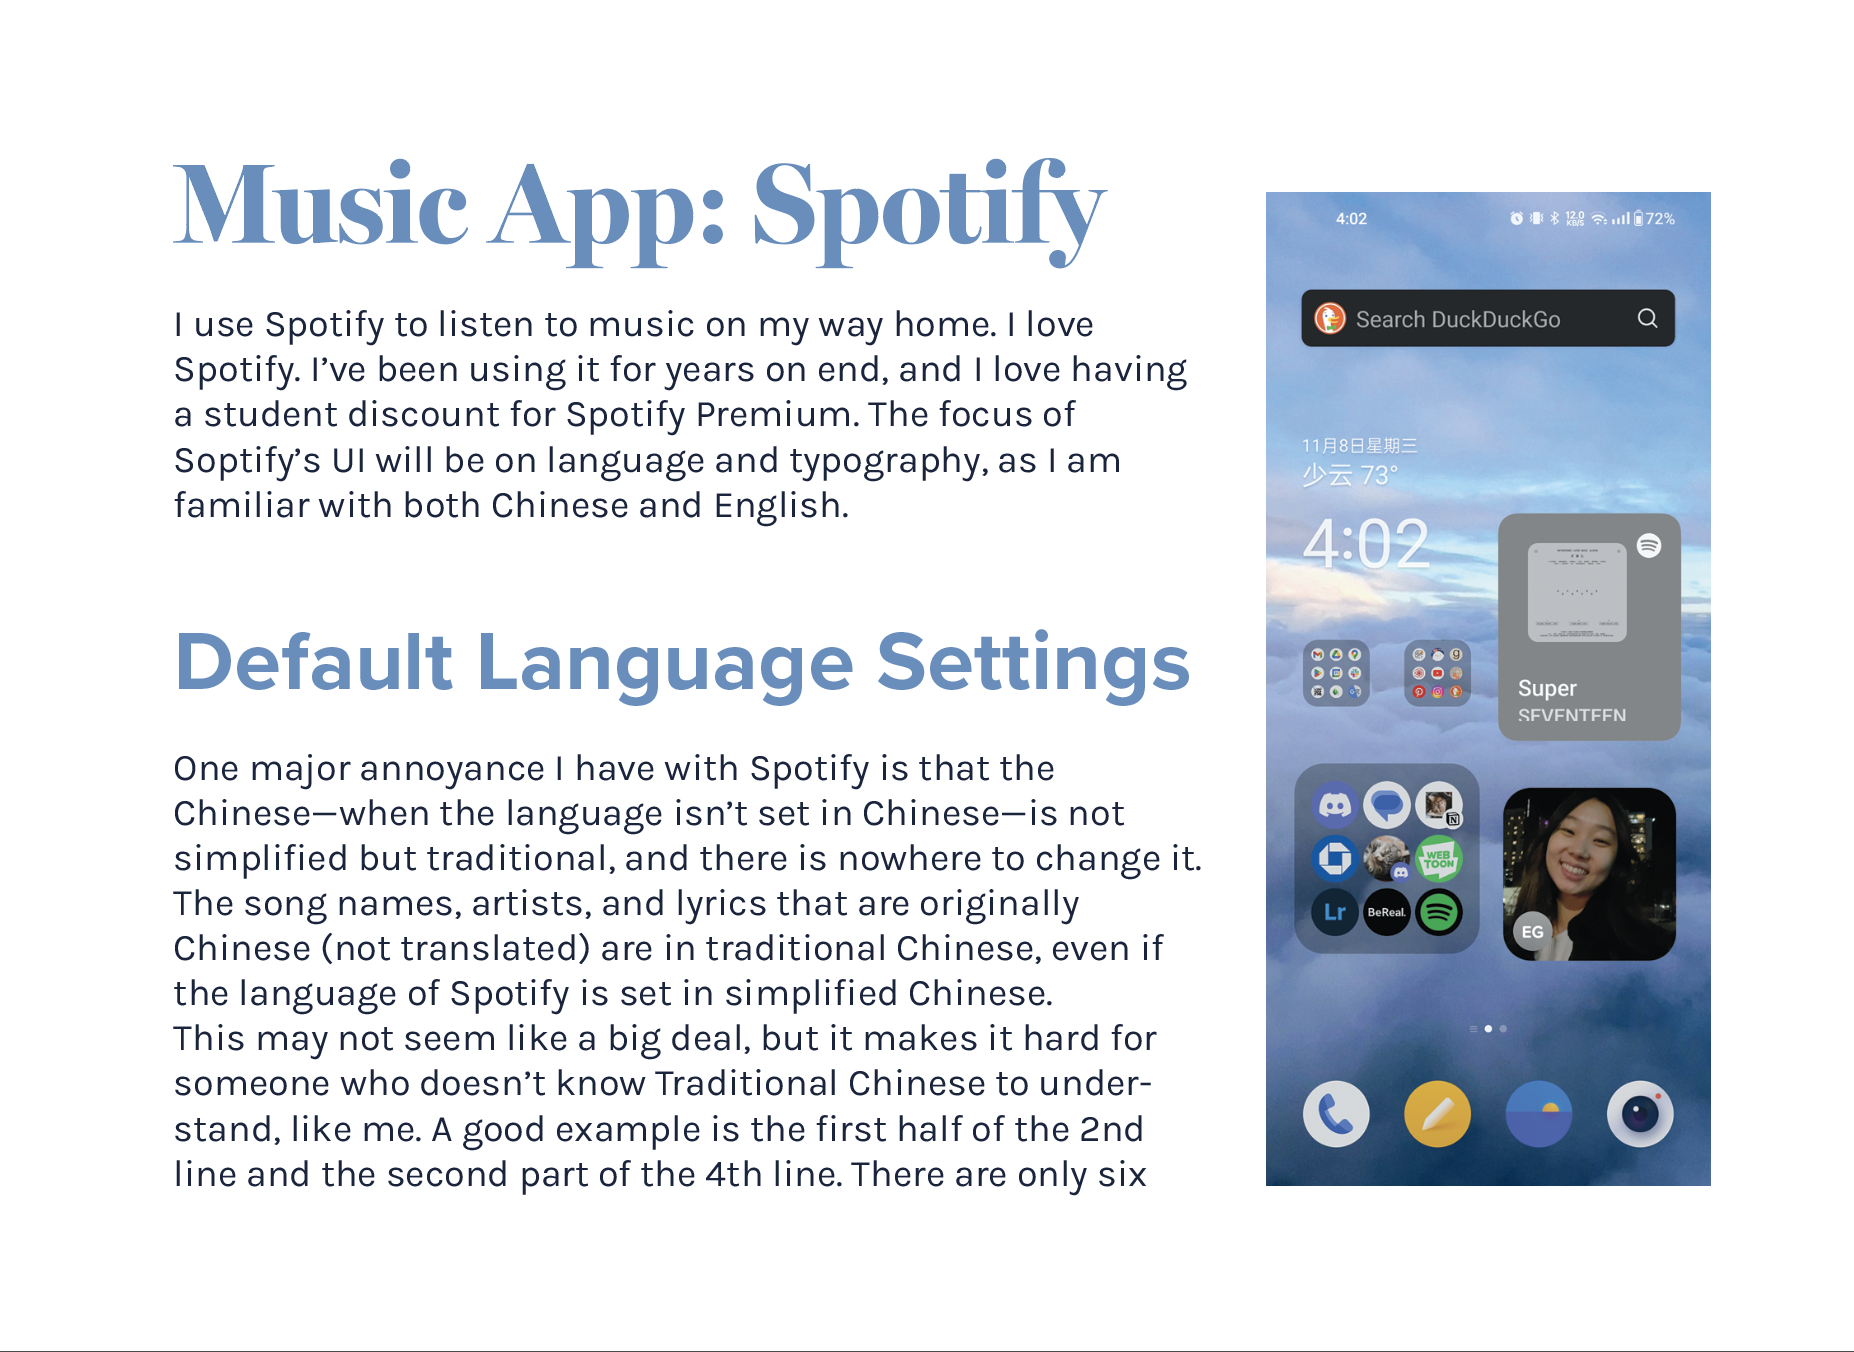 Music App: Spotify
I use Spotify to listen to music on my way home. I love
Spotify. I’ve been using it for years on end, and I love having
a student discount for Spotify Premium. The focus of
Soptify’s UI will be on language and typography, as I am
familiar with both Chinese and English.
Default Language Settings
One major annoyance I have with Spotify is that the
Chinese—when the language isn’t set in Chinese—is not
simplified but traditional, and there is nowhere to change it.
The song names, artists, and lyrics that are originally
Chinese (not translated) are in traditional Chinese, even if
the language of Spotify is set in simplified Chinese.
This may not seem like a big deal, but it makes it hard for
someone who doesn’t know Traditional Chinese to under-
stand, like me. A good example is the first half of the 2nd
line and the second part of the 4th line. There are only six
4:02
12.0
KB/S
72%
Search DuckDuckGo
11月8日星期三
少云 73°
4:02
Super
SEVENTEEN
WEB
TOON
Lr
BeReal.
EG